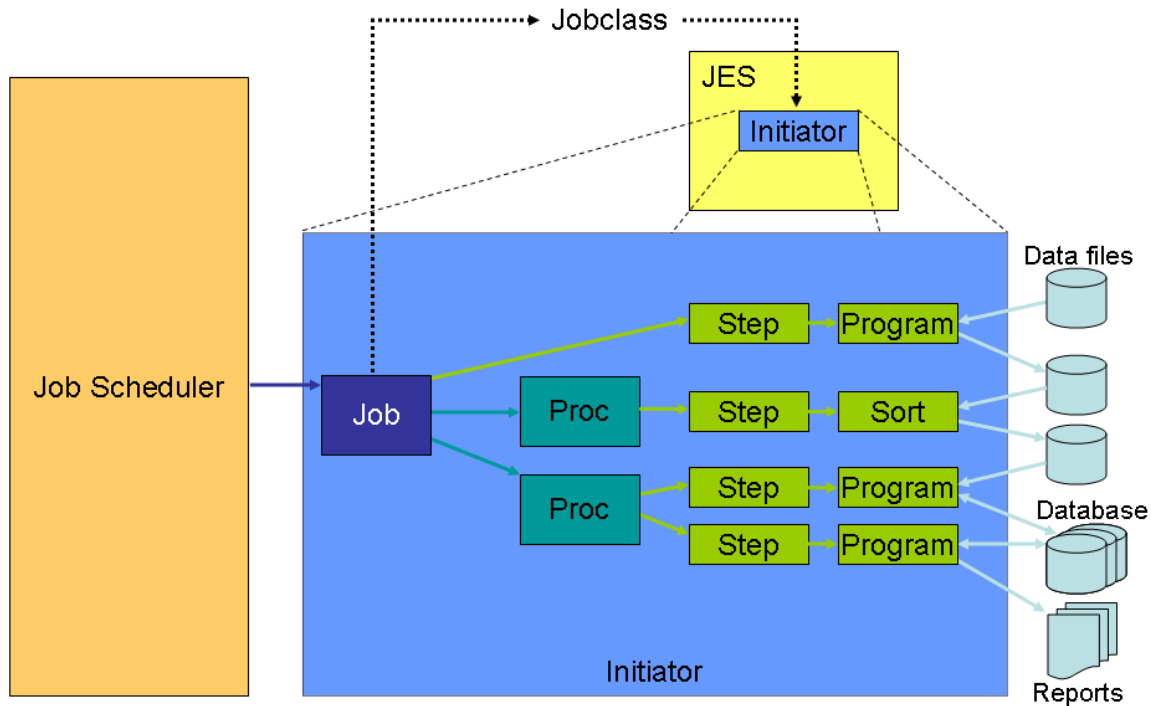 Jobclass
JES
Initiator
Data files
Step
Program
Job Scheduler
Job
Proc
Step
Sort
Proc
Step
Program
Database
Step
Program
Initiator
Reports